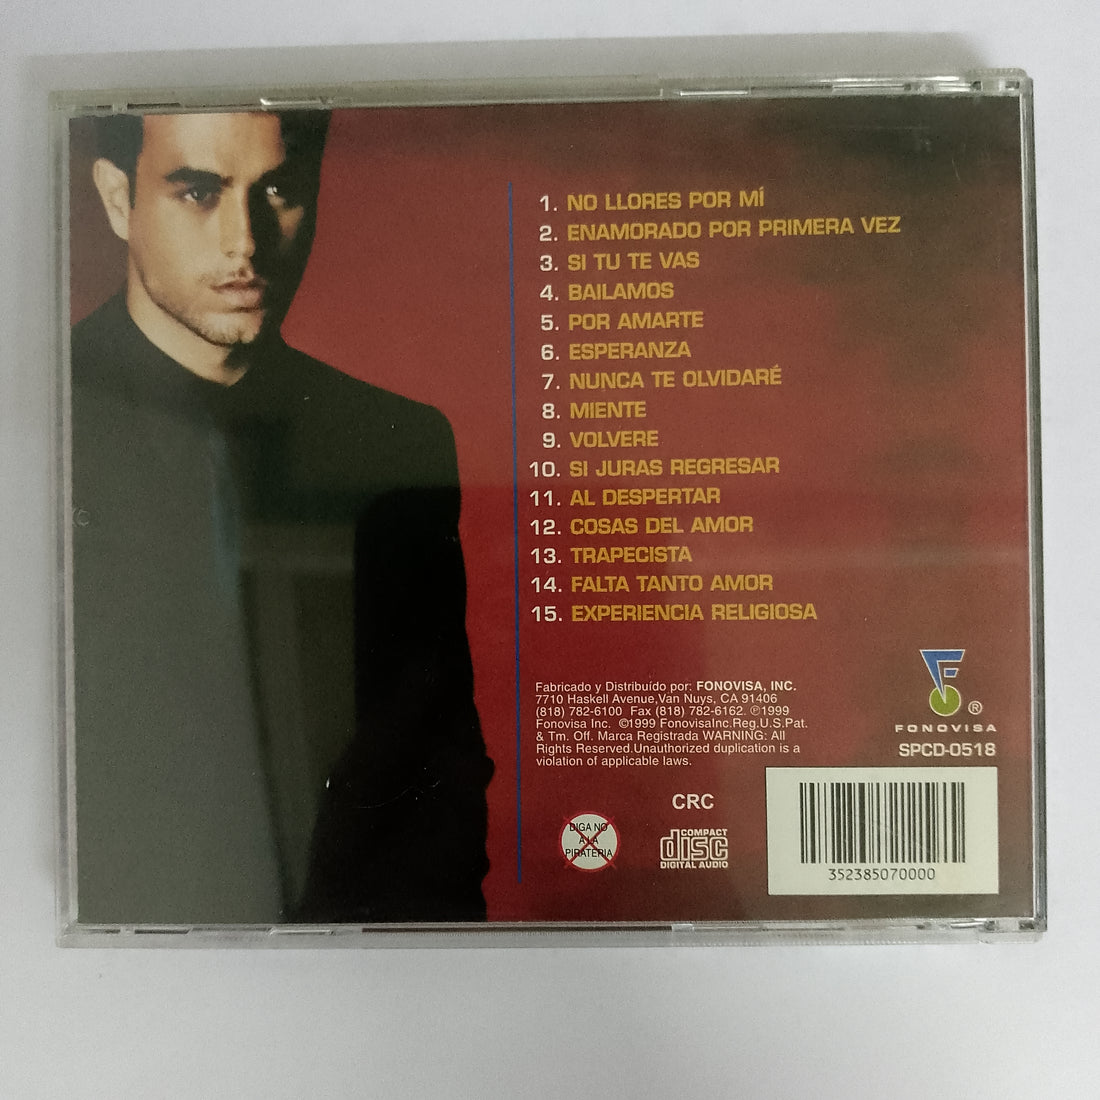 1. NO LLORES POR MÍ
2. ENAMORADO POR PRIMERA VEZ
3. SI TU TE VAS
4. BAILAMOS
5. POR AMARTE
6. ESPERANZA
7. NUNCA TE OLVIDARÉ
8. MIENTE
9. VOLVERE
10. SI JURAS REGRESAR
11. AL DESPERTAR
12. COSAS DEL AMOR
13. TRAPECISTA
14. FALTA TANTO AMOR
15. EXPERIENCIA RELIGIOSA
Fabricado y Distribuído por: FONOVISA, INC.
7710 Haskell Avenue,Van Nuys, CA 91406
(818) 782-6100 Fax (818) 782-6162. ℗1999
Fonovisa Inc. ©1999 FonovisaInc.Reg.U.S.Pat.
& Tm. Off. Marca Registrada WARNING: All
Rights Reserved.Unauthorized duplication is a
violation of applicable laws.
F ®
FONOVISA
SPCD-0518
CRC
DIGA NO
A LA
PIRATERIA
COMPACT
disc
DIGITAL AUDIO
352385070000